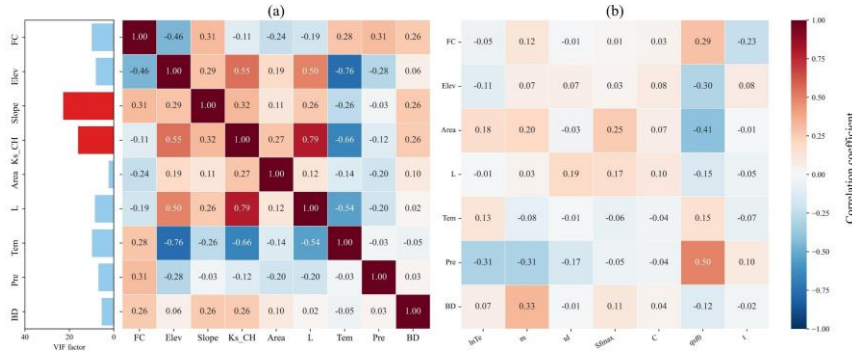 (a)
(b)
FC 1.00 -0.46 0.31 -0.11 -0.24 -0.19 0.28 0.31 0.26
Elev -0.46 1.00 0.29 0.55 0.19 0.50 -0.76 -0.28 0.06
Slope 0.31 0.29 1.00 0.32 0.11 0.26 -0.26 -0.03 0.26
Ks_CH -0.11 0.55 0.32 1.00 0.27 0.79 -0.66 -0.12 0.26
Area -0.24 0.19 0.11 0.27 1.00 0.12 -0.14 -0.20 0.10
L -0.19 0.50 0.26 0.79 0.12 1.00 -0.54 -0.20 0.02
Tem 0.28 -0.76 -0.26 -0.66 -0.14 -0.54 1.00 -0.03 -0.05
Pre 0.31 -0.28 -0.03 -0.12 -0.20 -0.20 -0.03 1.00 0.03
BD 0.26 0.06 0.26 0.26 0.10 0.02 -0.05 0.03 1.00
40 20 0
VIF factor
FC Elev Slope Ks_CH Area L Tem Pre BD
FC -0.05 0.12 -0.01 0.01 0.03 0.29 -0.23
Elev -0.11 0.07 0.07 0.03 0.08 -0.30 0.08
Area 0.18 0.20 -0.03 0.25 0.07 -0.41 -0.01
L -0.01 0.03 0.19 0.17 0.10 -0.15 -0.05
Tem 0.13 -0.08 -0.01 -0.06 -0.04 0.15 -0.07
Pre -0.31 -0.31 -0.17 -0.05 -0.04 0.50 0.10
BD 0.07 0.33 -0.01 0.11 0.04 -0.12 -0.02
lnTe m td Sfmax C qsf0 t
1.00
0.75
0.50
0.25
0.00
-0.25
-0.50
-0.75
-1.00
Correlation coefficient